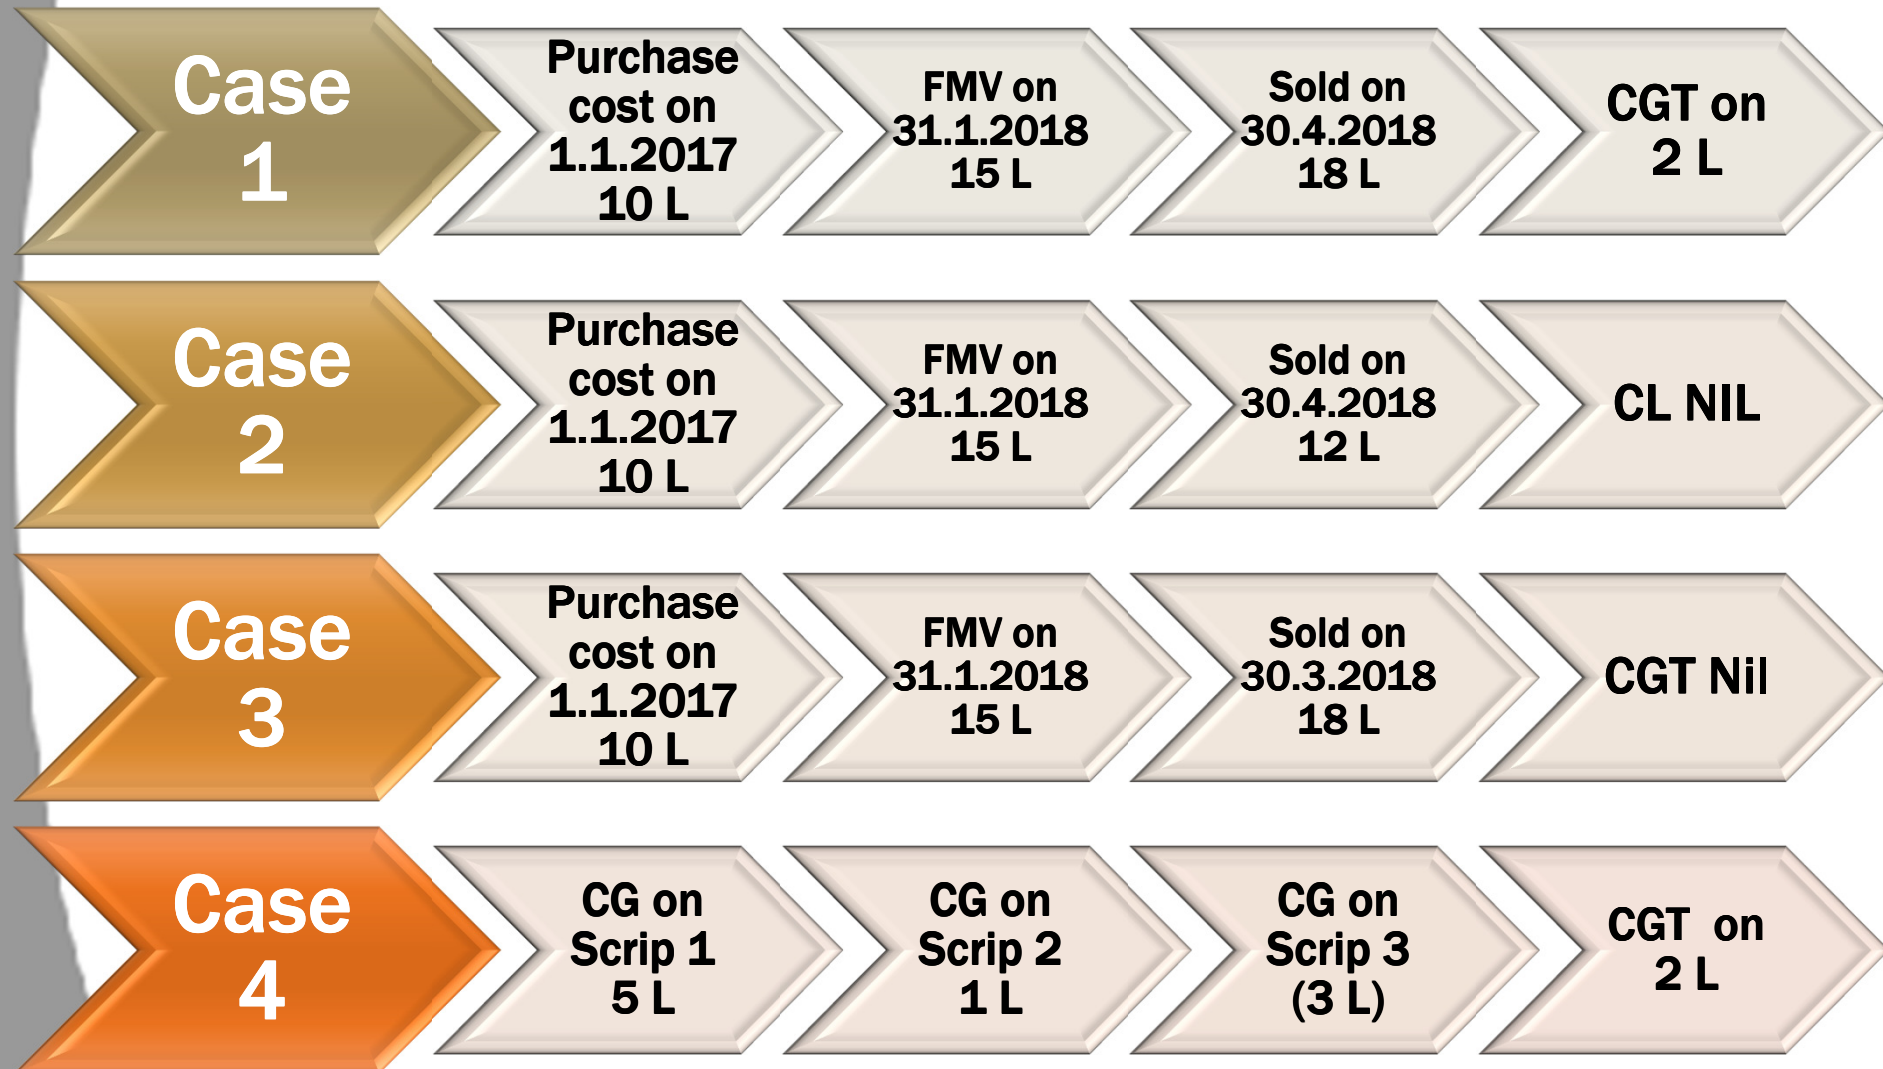 Case
1
Purchase
cost on
1.1.2017
10 L
FMV on
31.1.2018
15 L
Sold on
30.4.2018
18 L
CGT on
2 L
Case
2
Purchase
cost on
1.1.2017
10 L
FMV on
31.1.2018
15 L
Sold on
30.4.2018
12 L
CL NIL
Case
3
Purchase
cost on
1.1.2017
10 L
FMV on
31.1.2018
15 L
Sold on
30.3.2018
18 L
CGT Nil
Case
4
CG on
Scrip 1
5 L
CG on
Scrip 2
1 L
CG on
Scrip 3
(3 L)
CGT on
2 L